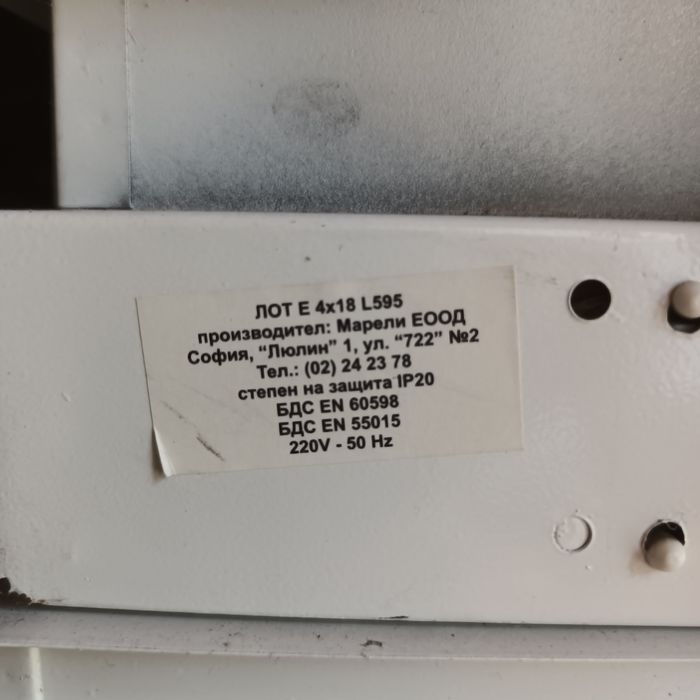 ЛОТ Е 4x18 L595
производител: Марели ЕООД
София, “Люлин” 1, ул. “722” №2
Тел.: (02) 24 23 78
степен на защита IP20
БДС EN 60598
БДС EN 55015
220V - 50 Hz